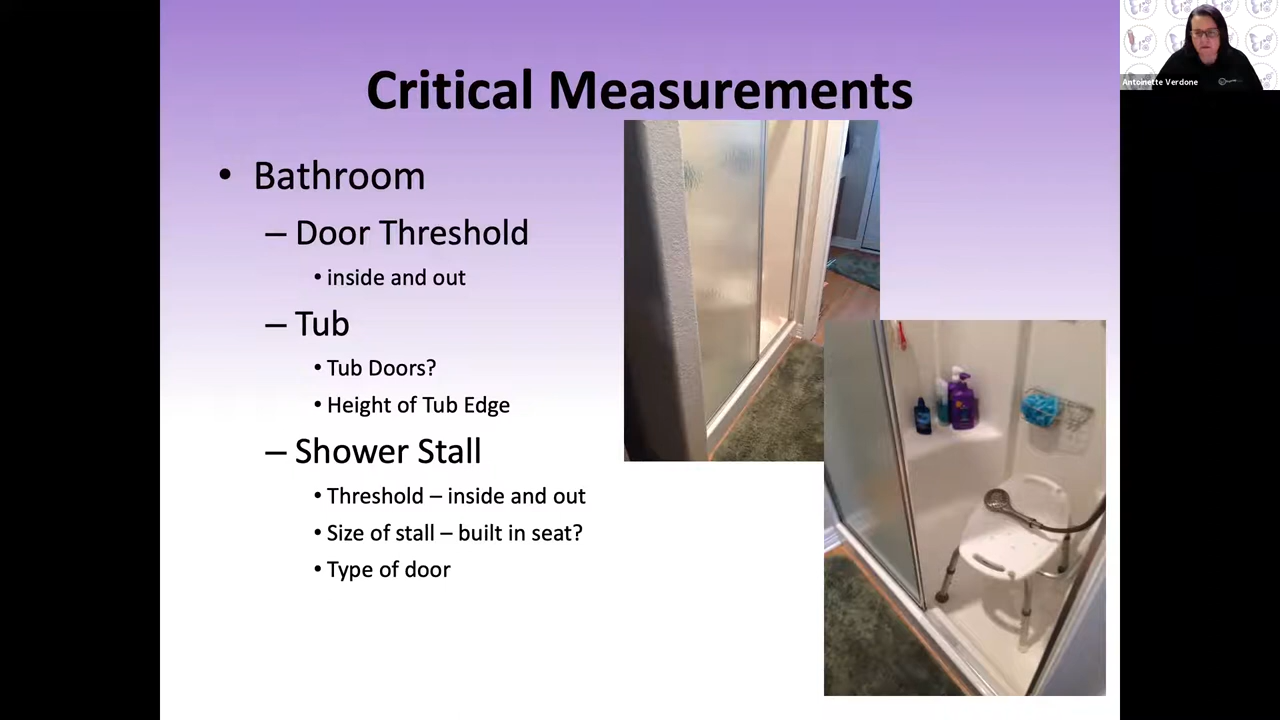 Critical Measurements
Antoinette Verdone
• Bathroom
– Door Threshold
• inside and out
– Tub
• Tub Doors?
• Height of Tub Edge
– Shower Stall
• Threshold – inside and out
• Size of stall – built in seat?
• Type of door